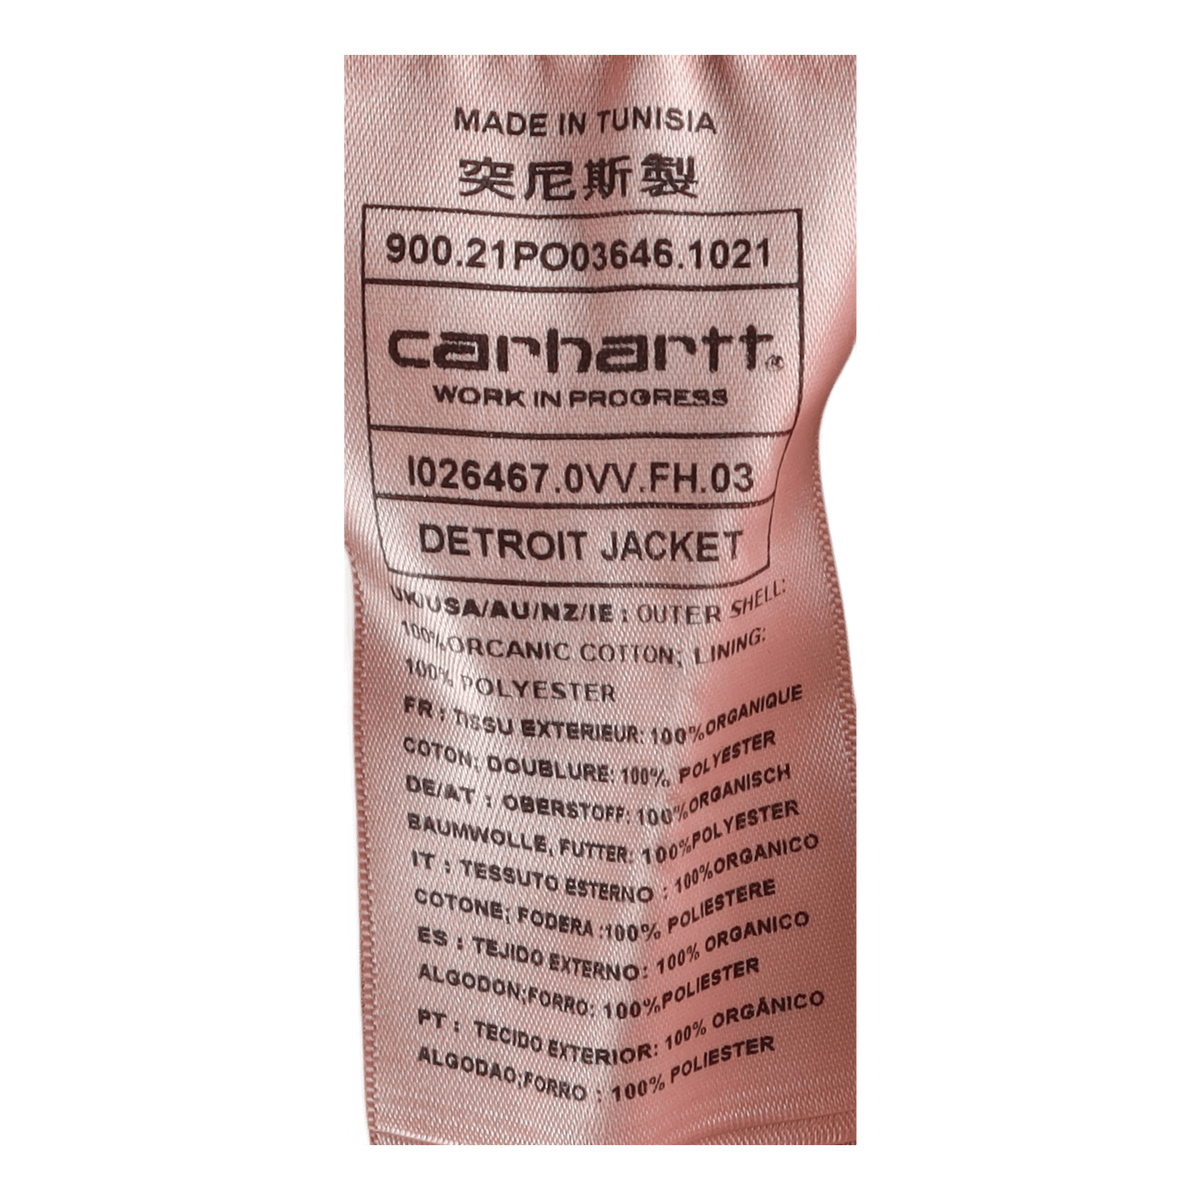 MADE IN TUNISIA
突尼斯製
900.21PO03646.1021
carhartt®
WORK IN PROGRESS
I026467.0VV.FH.03
DETROIT JACKET
UK/USA/AU/NZ/IE : OUTER SHELL:
100%ORCANIC COTTON; LINING:
100% POLYESTER
FR : TISSU EXTERIEUR: 100%ORGANIQUE
COTON; DOUBLURE: 100% POLYESTER
DE/AT : OBERSTOFF: 100%ORGANISCH
BAUMWOLLE, FUTTER: 100%POLYESTER
IT : TESSUTO ESTERNO : 100%ORGANICO
COTONE; FODERA :100% POLIESTERE
ES : TEJIDO EXTERNO: 100% ORGANICO
ALGODON;FORRO: 100%POLIESTER
PT : TECIDO EXTERIOR: 100% ORGÂNICO
ALGODAO;FORRO : 100% POLIESTER